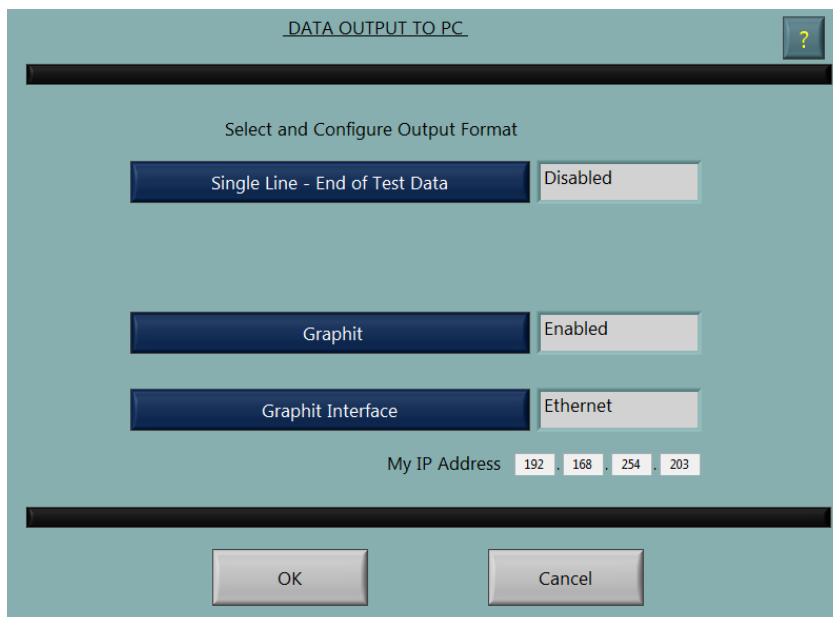 DATA OUTPUT TO PC
?
Select and Configure Output Format
Single Line - End of Test Data Disabled
Graphit Enabled
Graphit Interface Ethernet
My IP Address 192 . 168 . 254 . 203
OK Cancel